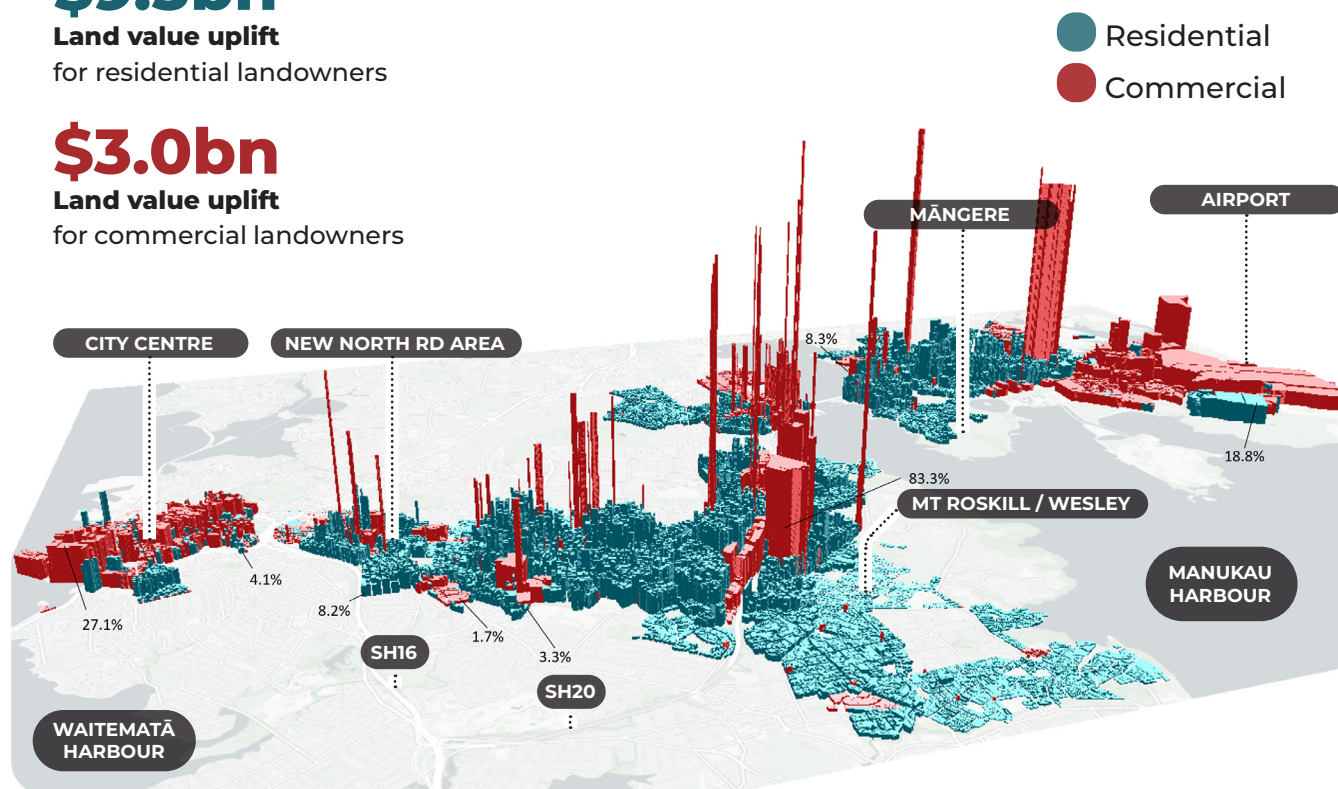 Land value uplift
for residential landowners
$3.0bn
Land value uplift
for commercial landowners
Residential
Commercial
MĀNGERE
AIRPORT
CITY CENTRE
NEW NORTH RD AREA
8.3%
18.8%
83.3%
MT ROSKILL / WESLEY
MANUKAU
HARBOUR
4.1%
27.1%
8.2%
1.7%
3.3%
SH16
SH20
WAITEMATĀ
HARBOUR